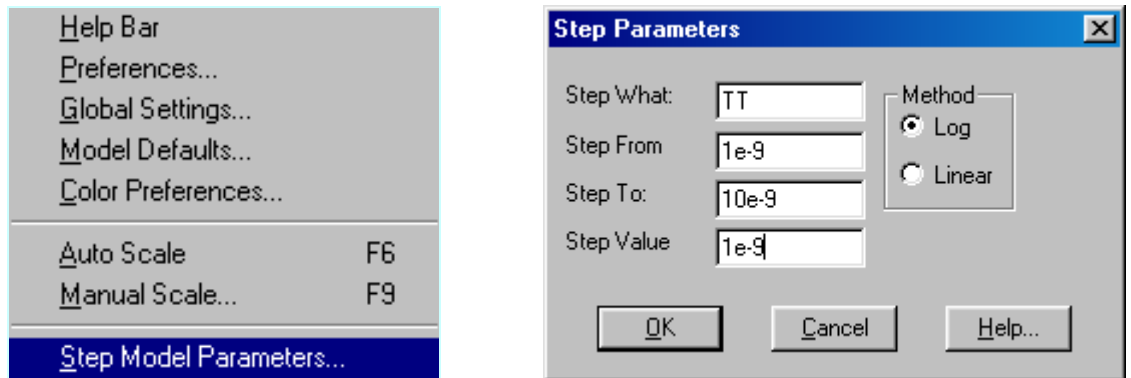 Help Bar
Preferences...
Global Settings...
Model Defaults...
Color Preferences...
Auto Scale F6
Manual Scale... F9
Step Model Parameters...
Step Parameters
Step What: TT
Step From 1e-9
Step To: 10e-9
Step Value 1e-9
Method
Log
Linear
OK Cancel Help...